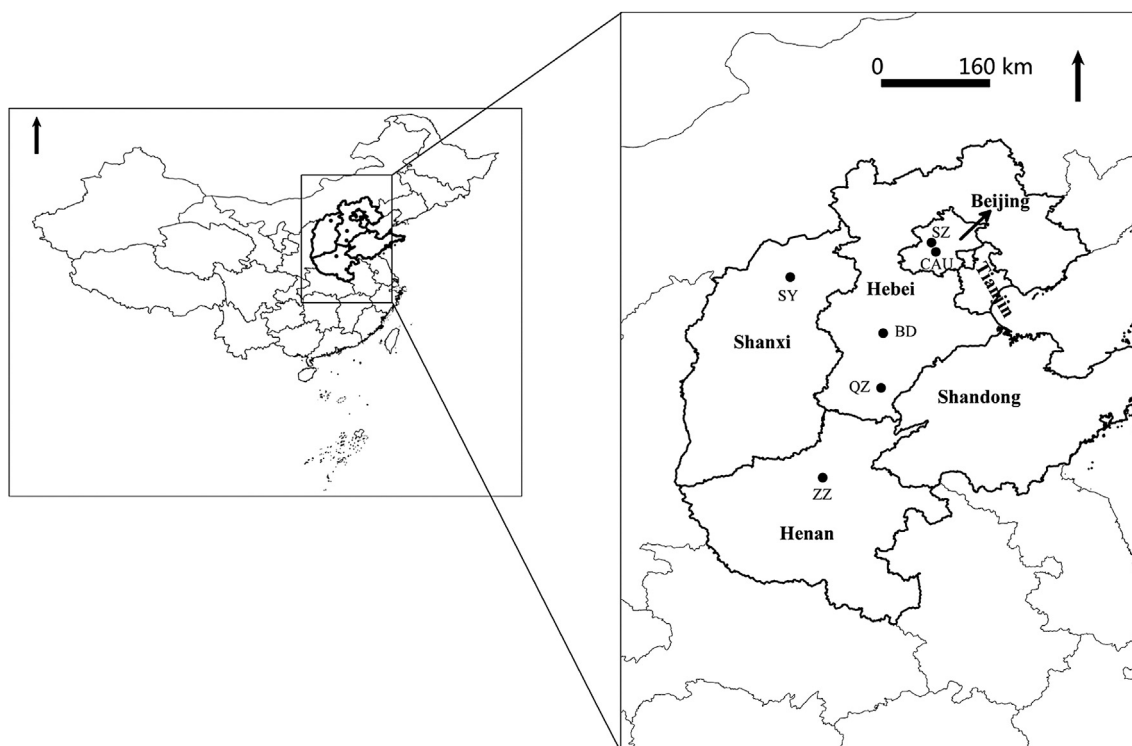 0 160 km
Beijing
SZ
CAU
Tianjin
SY
Hebei
BD
Shanxi
QZ
Shandong
ZZ
Henan